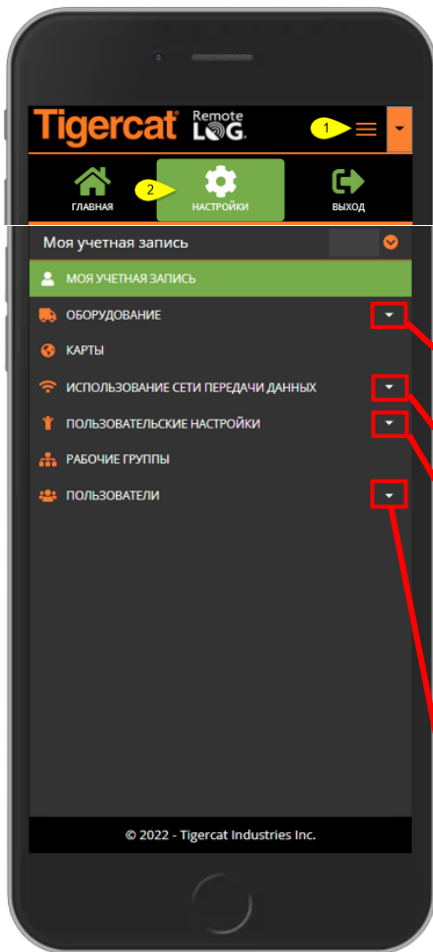 Tigercat Remote LOG 1
2
ГЛАВНАЯ НАСТРОЙКИ ВЫХОД
Моя учетная запись
МОЯ УЧЕТНАЯ ЗАПИСЬ
ОБОРУДОВАНИЕ
КАРТЫ
ИСПОЛЬЗОВАНИЕ СЕТИ ПЕРЕДАЧИ ДАННЫХ
ПОЛЬЗОВАТЕЛЬСКИЕ НАСТРОЙКИ
РАБОЧИЕ ГРУППЫ
ПОЛЬЗОВАТЕЛИ
© 2022 - Tigercat Industries Inc.